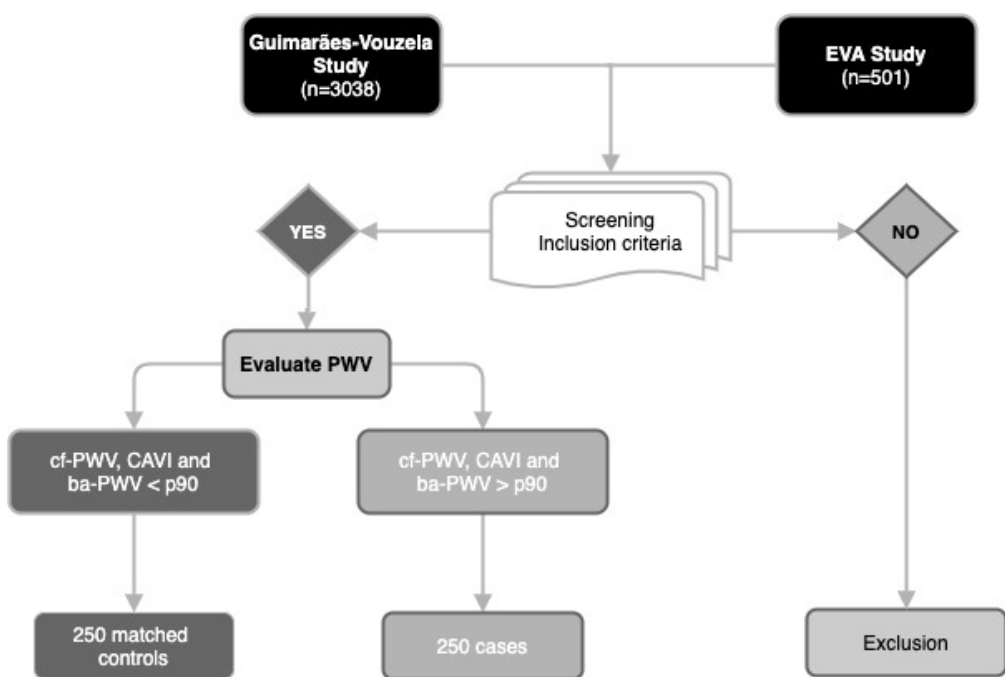 Guimarães-Vouzela
Study
(n=3038)
EVA Study
(n=501)
Screening
Inclusion criteria
YES
NO
Evaluate PWV
cf-PWV, CAVI and
ba-PWV < p90
cf-PWV, CAVI and
ba-PWV > p90
250 matched
controls
250 cases
Exclusion